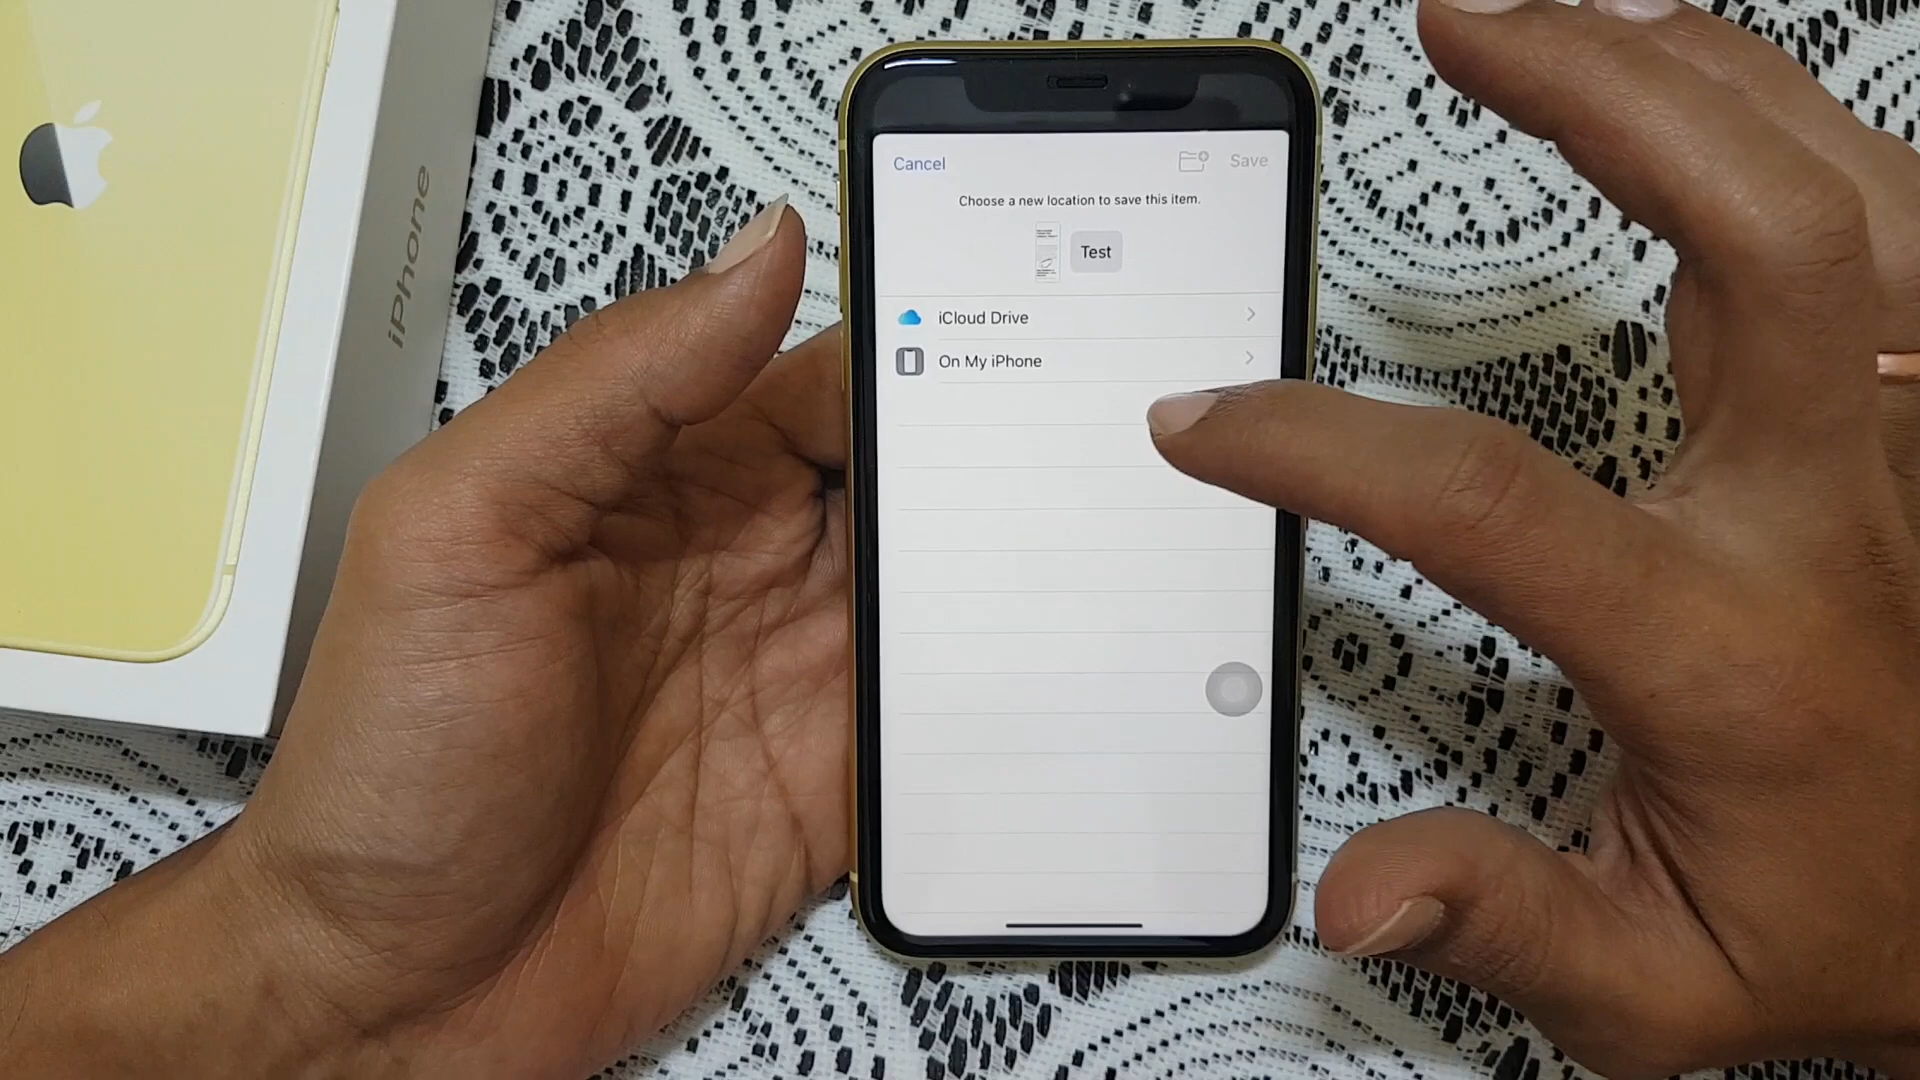 iPhone
Cancel
Save
Choose a new location to save this item.
Test
iCloud Drive
On My iPhone